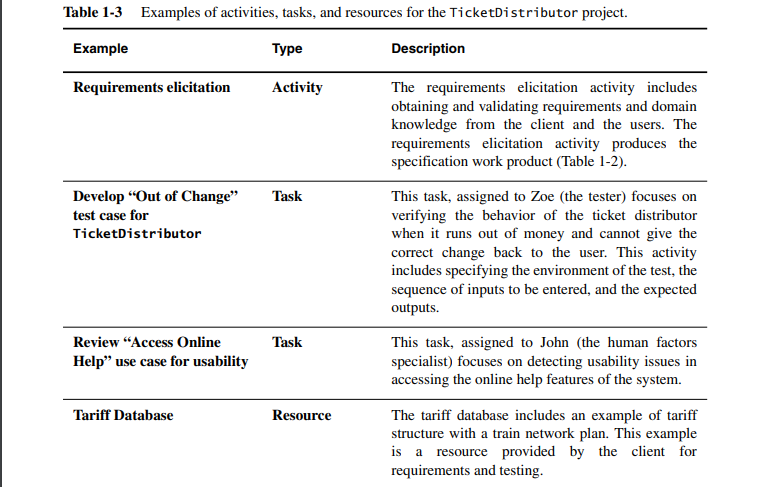 Table 1-3 Examples of activities, tasks, and resources for the TicketDistributor project.
Example Type Description
Requirements elicitation Activity The requirements elicitation activity includes
obtaining and validating requirements and domain
knowledge from the client and the users. The
requirements elicitation activity produces the
specification work product (Table 1-2).
Develop “Out of Change” Task This task, assigned to Zoe (the tester) focuses on
test case for verifying the behavior of the ticket distributor
TicketDistributor when it runs out of money and cannot give the
correct change back to the user. This activity
includes specifying the environment of the test, the
sequence of inputs to be entered, and the expected
outputs.
Review “Access Online Task This task, assigned to John (the human factors
Help” use case for usability specialist) focuses on detecting usability issues in
accessing the online help features of the system.
Tariff Database Resource The tariff database includes an example of tariff
structure with a train network plan. This example
is a resource provided by the client for
requirements and testing.